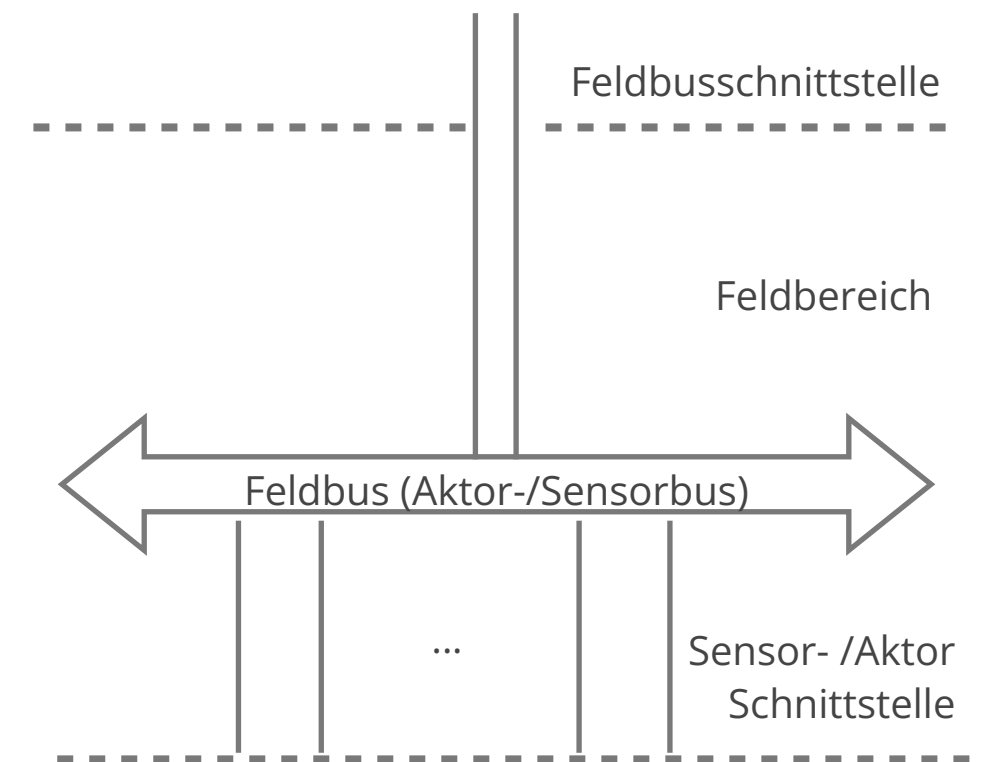 Feldbusschnittstelle
Feldbereich
Feldbus (Aktor-/Sensorbus)
...
Sensor- /Aktor
Schnittstelle